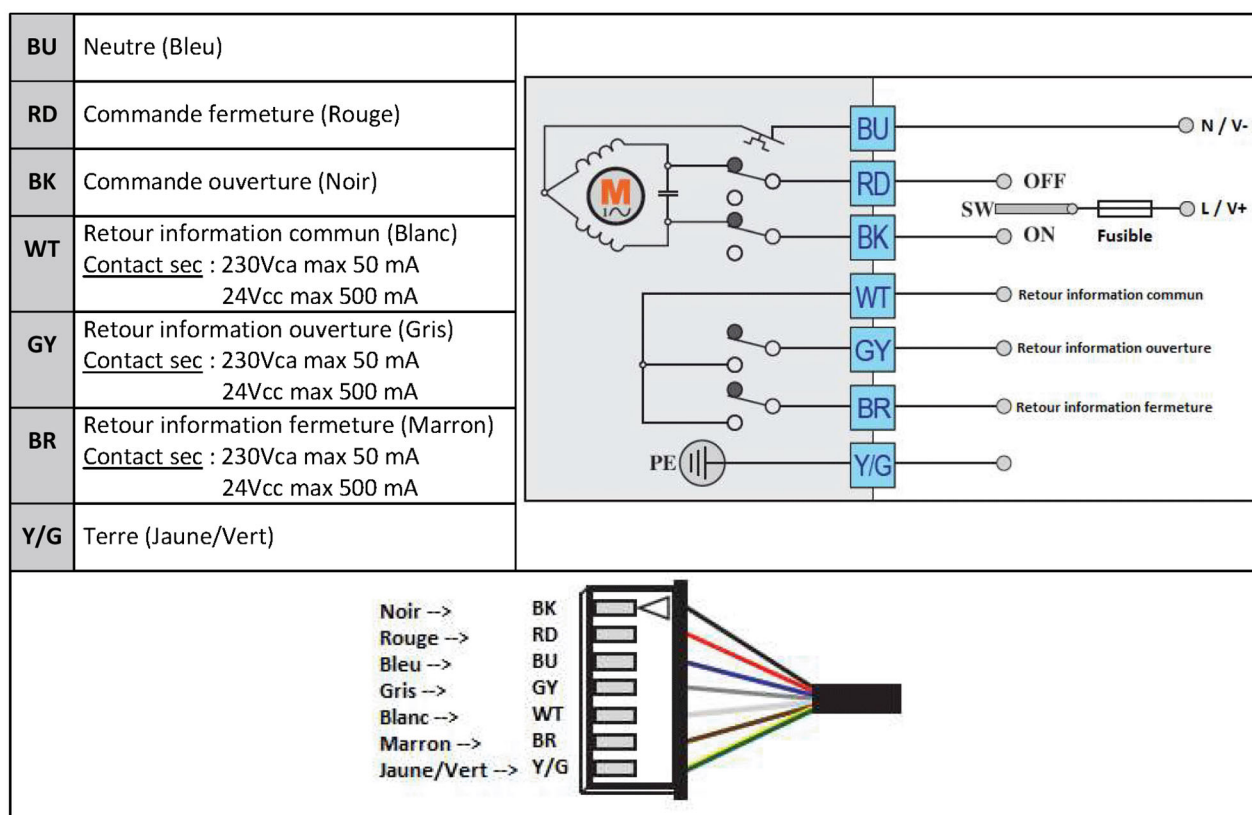 BU Neutre (Bleu)
RD Commande fermeture (Rouge)
BK Commande ouverture (Noir)
WT Retour information commun (Blanc)
Contact sec : 230Vca max 50 mA
24Vcc max 500 mA
GY Retour information ouverture (Gris)
Contact sec : 230Vca max 50 mA
24Vcc max 500 mA
BR Retour information fermeture (Marron)
Contact sec : 230Vca max 50 mA
24Vcc max 500 mA
Y/G Terre (Jaune/Vert)
BU N / V-
M
1
RD OFF
SW L / V+
BK ON Fusible
WT Retour information commun
GY Retour information ouverture
BR Retour information fermeture
PE Y/G
Noir --> BK
Rouge --> RD
Bleu --> BU
Gris --> GY
Blanc --> WT
Marron --> BR
Jaune/Vert --> Y/G